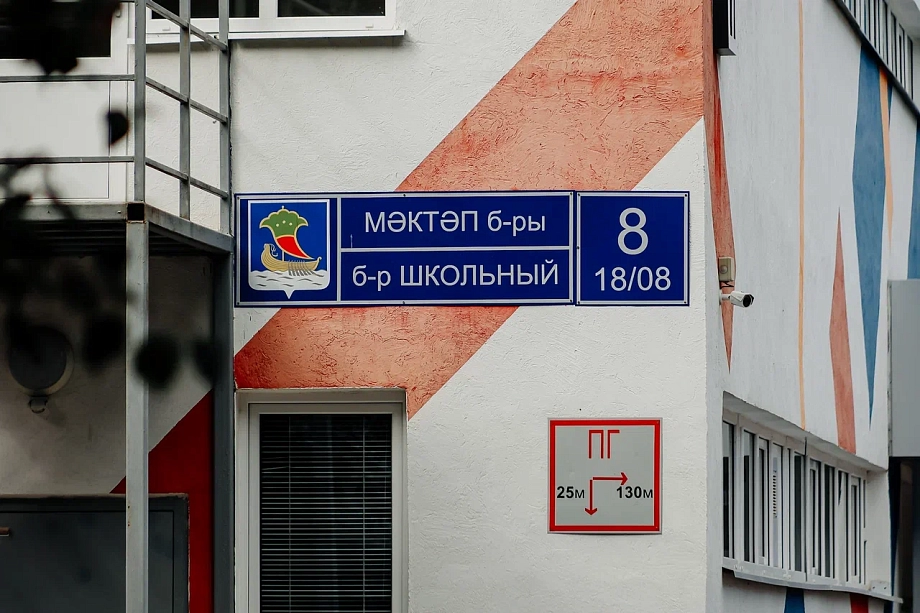 МӘКТӘП б-ры
б-р ШКОЛЬНЫЙ
8
18/08
ПГ
25м 130м